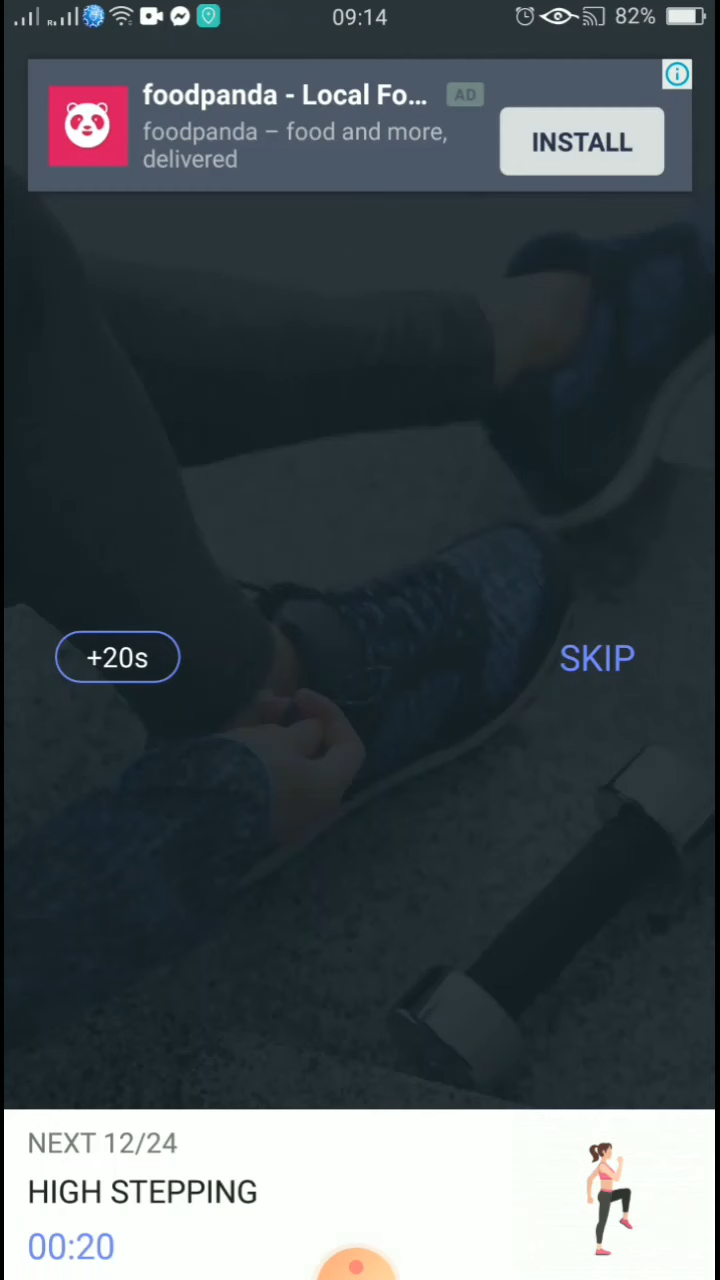 09:14
82%
foodpanda - Local Fo...
AD
foodpanda – food and more,
delivered
INSTALL
+20s
SKIP
NEXT 12/24
HIGH STEPPING
00:20